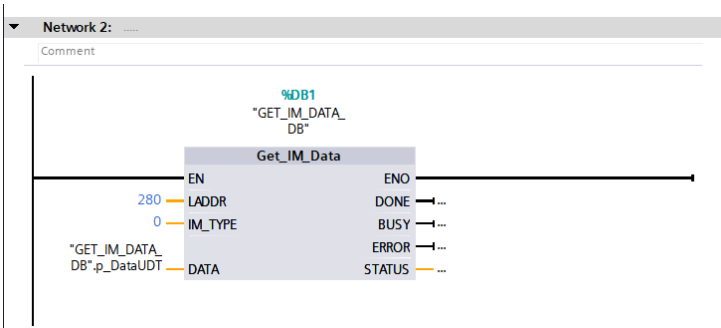 Network 2: .....
Comment
%DB1
"GET_IM_DATA_
DB"
Get_IM_Data
EN ENO
280 LADDR DONE ...
0 IM_TYPE BUSY ...
ERROR ...
"GET_IM_DATA_
DB".p_DataUDT DATA STATUS ...